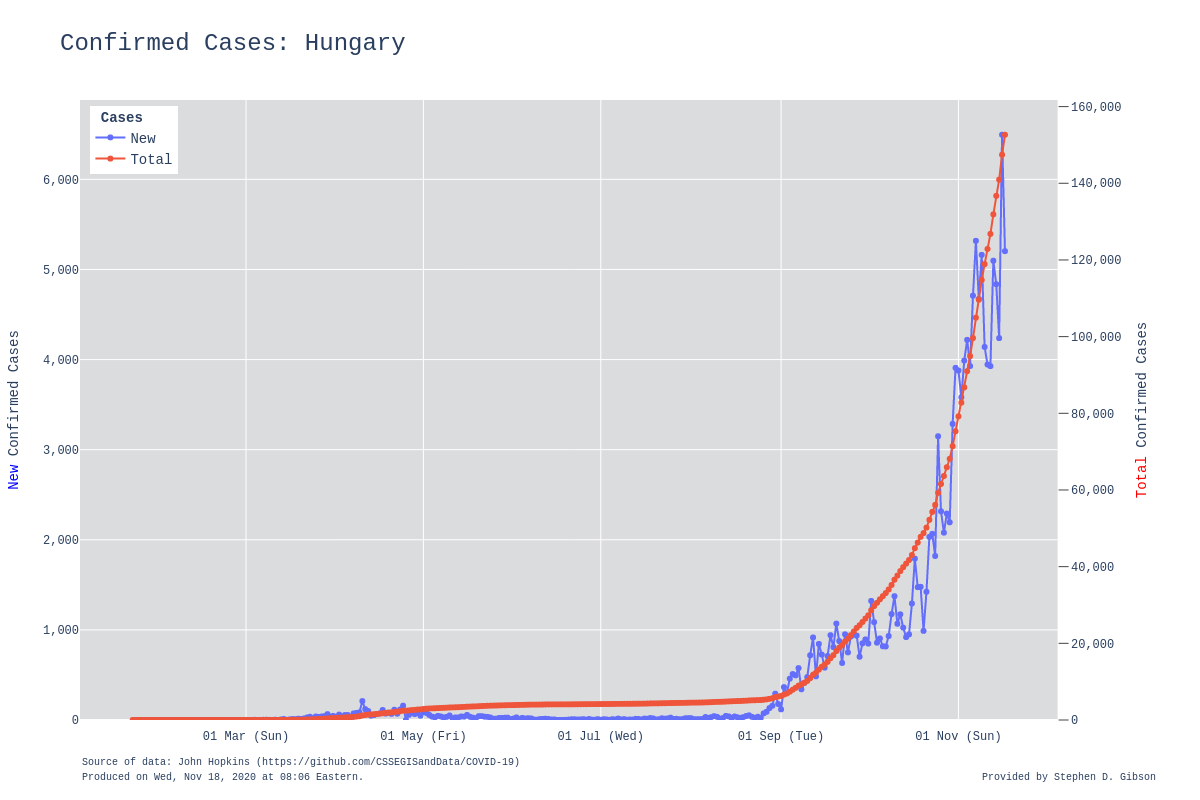 Confirmed Cases: Hungary
Cases
New
Total
160,000
140,000
120,000
100,000
80,000
60,000
40,000
20,000
0
6,000
5,000
4,000
3,000
2,000
1,000
0
New Confirmed Cases
Total Confirmed Cases
01 Mar (Sun)
01 May (Fri)
01 Jul (Wed)
01 Sep (Tue)
01 Nov (Sun)
Source of data: John Hopkins (https://github.com/CSSEGISandData/COVID-19)
Produced on Wed, Nov 18, 2020 at 08:06 Eastern.
Provided by Stephen D. Gibson